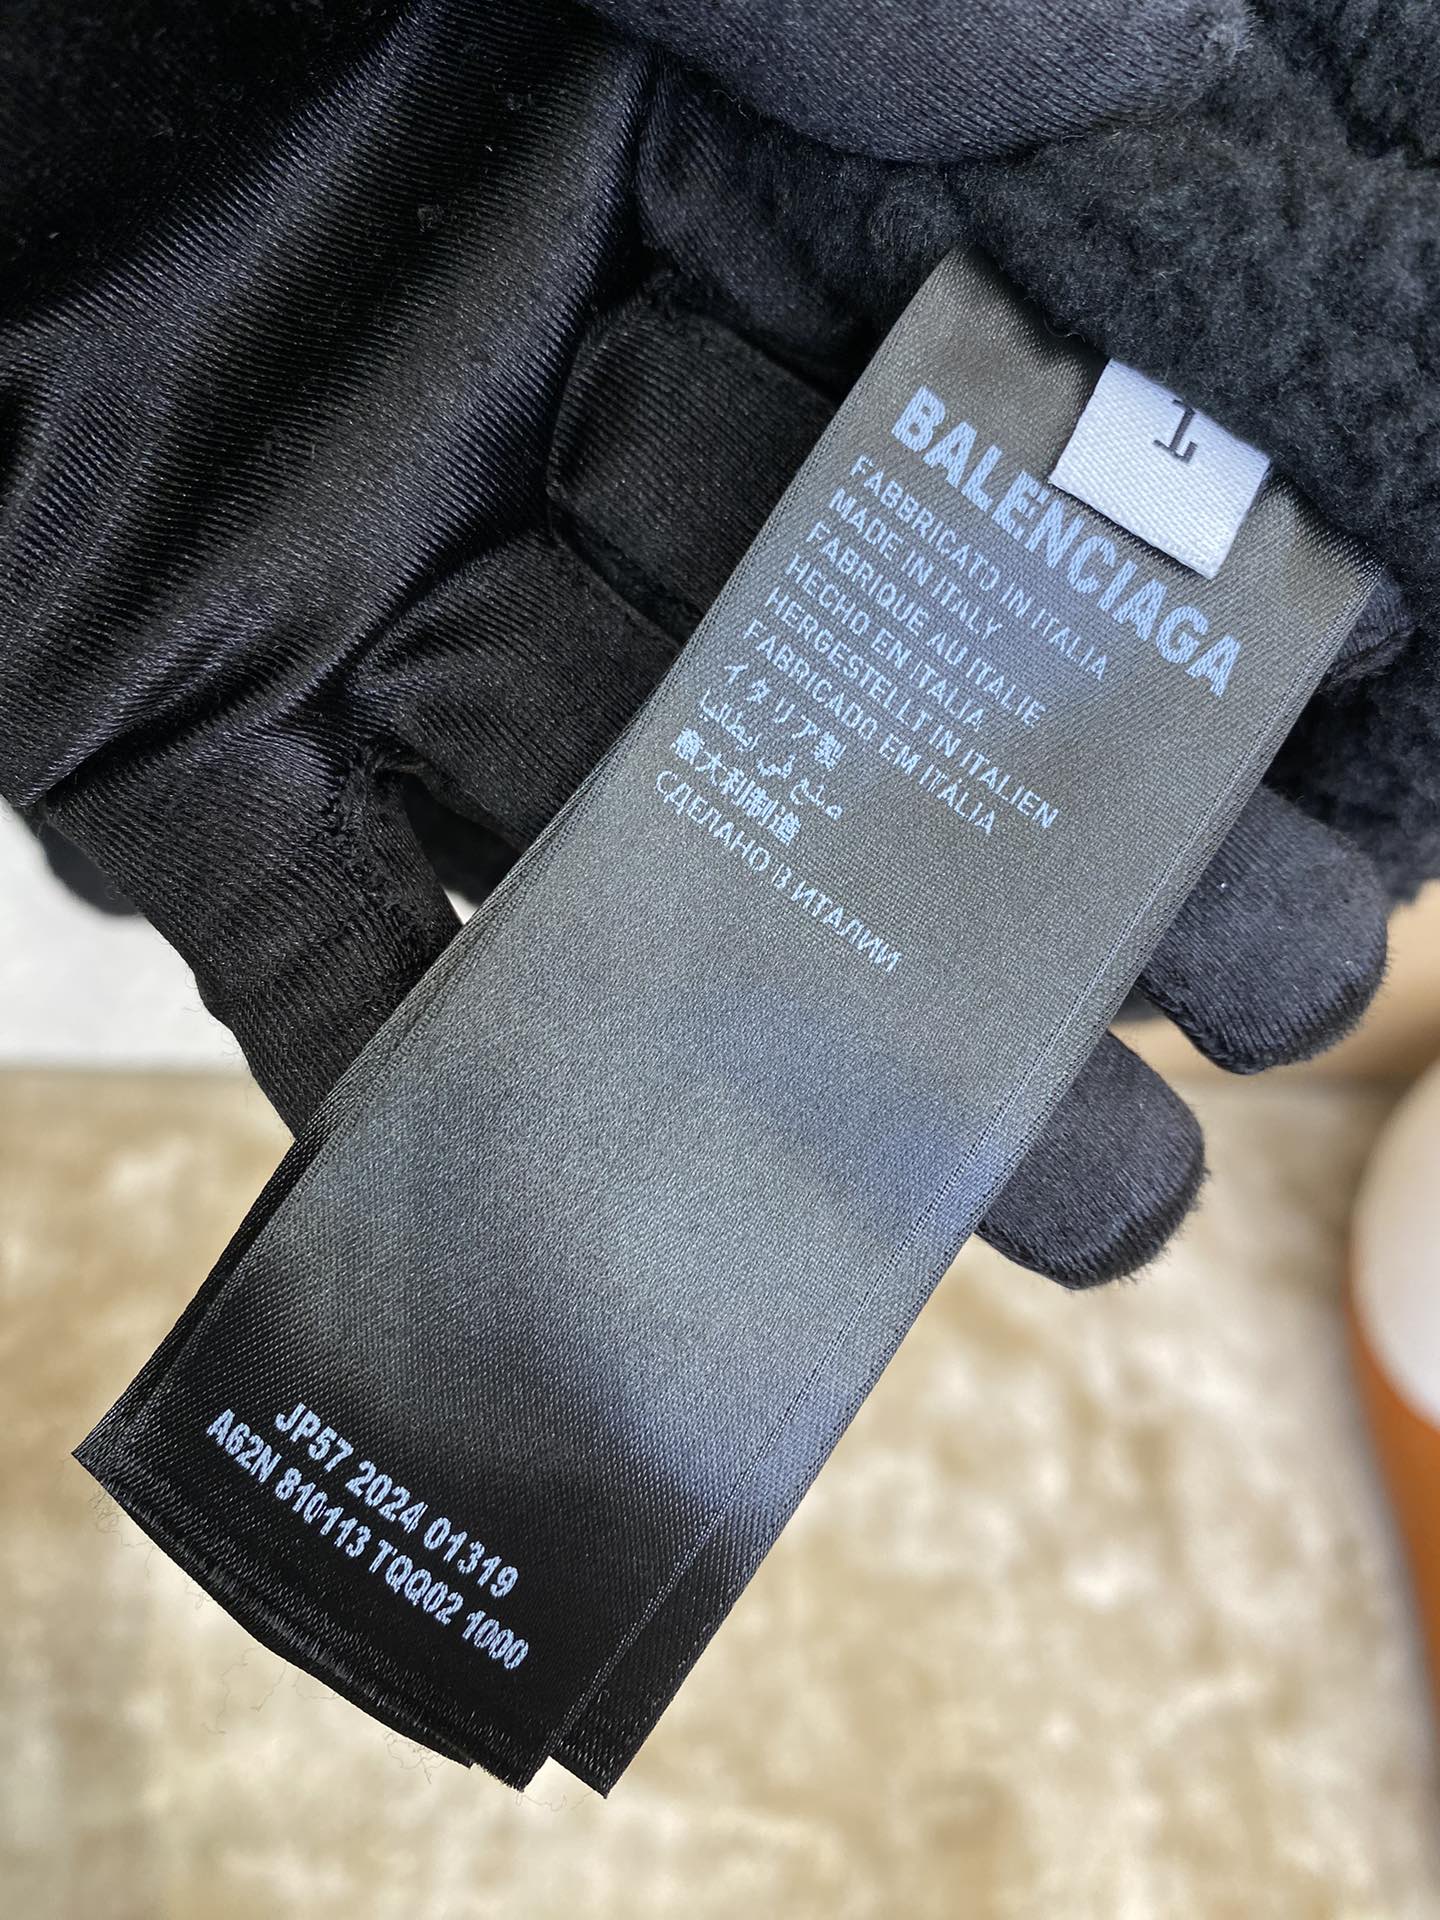 1
BALENCIAGA
FABBRICATO IN ITALIA
MADE IN ITALY
FABRIQUE AU ITALIE
HECHO EN ITALIA
HERGESTELLT IN ITALIEN
FABRICADO EM ITÁLIA
イタリア製
صنع في إيطاليا
意大利制造
СДЕЛАНО В ИТАЛИИ
JP57 2024 01319
A62N 810113 TQQ02 1000